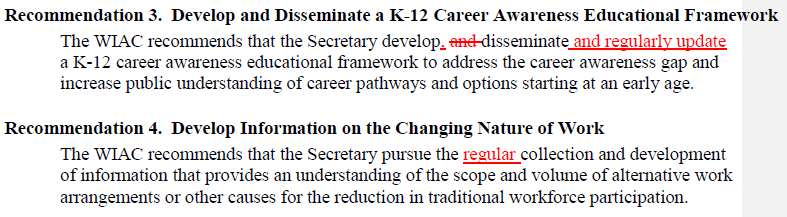 Recommendation 3.  Develop and Disseminate a K-12 Career Awareness Educational Framework
The WIAC recommends that the Secretary develop, and disseminate and regularly update
a K-12 career awareness educational framework to address the career awareness gap and
increase public understanding of career pathways and options starting at an early age.
Recommendation 4.  Develop Information on the Changing Nature of Work
The WIAC recommends that the Secretary pursue the regular collection and development
of information that provides an understanding of the scope and volume of alternative work
arrangements or other causes for the reduction in traditional workforce participation.